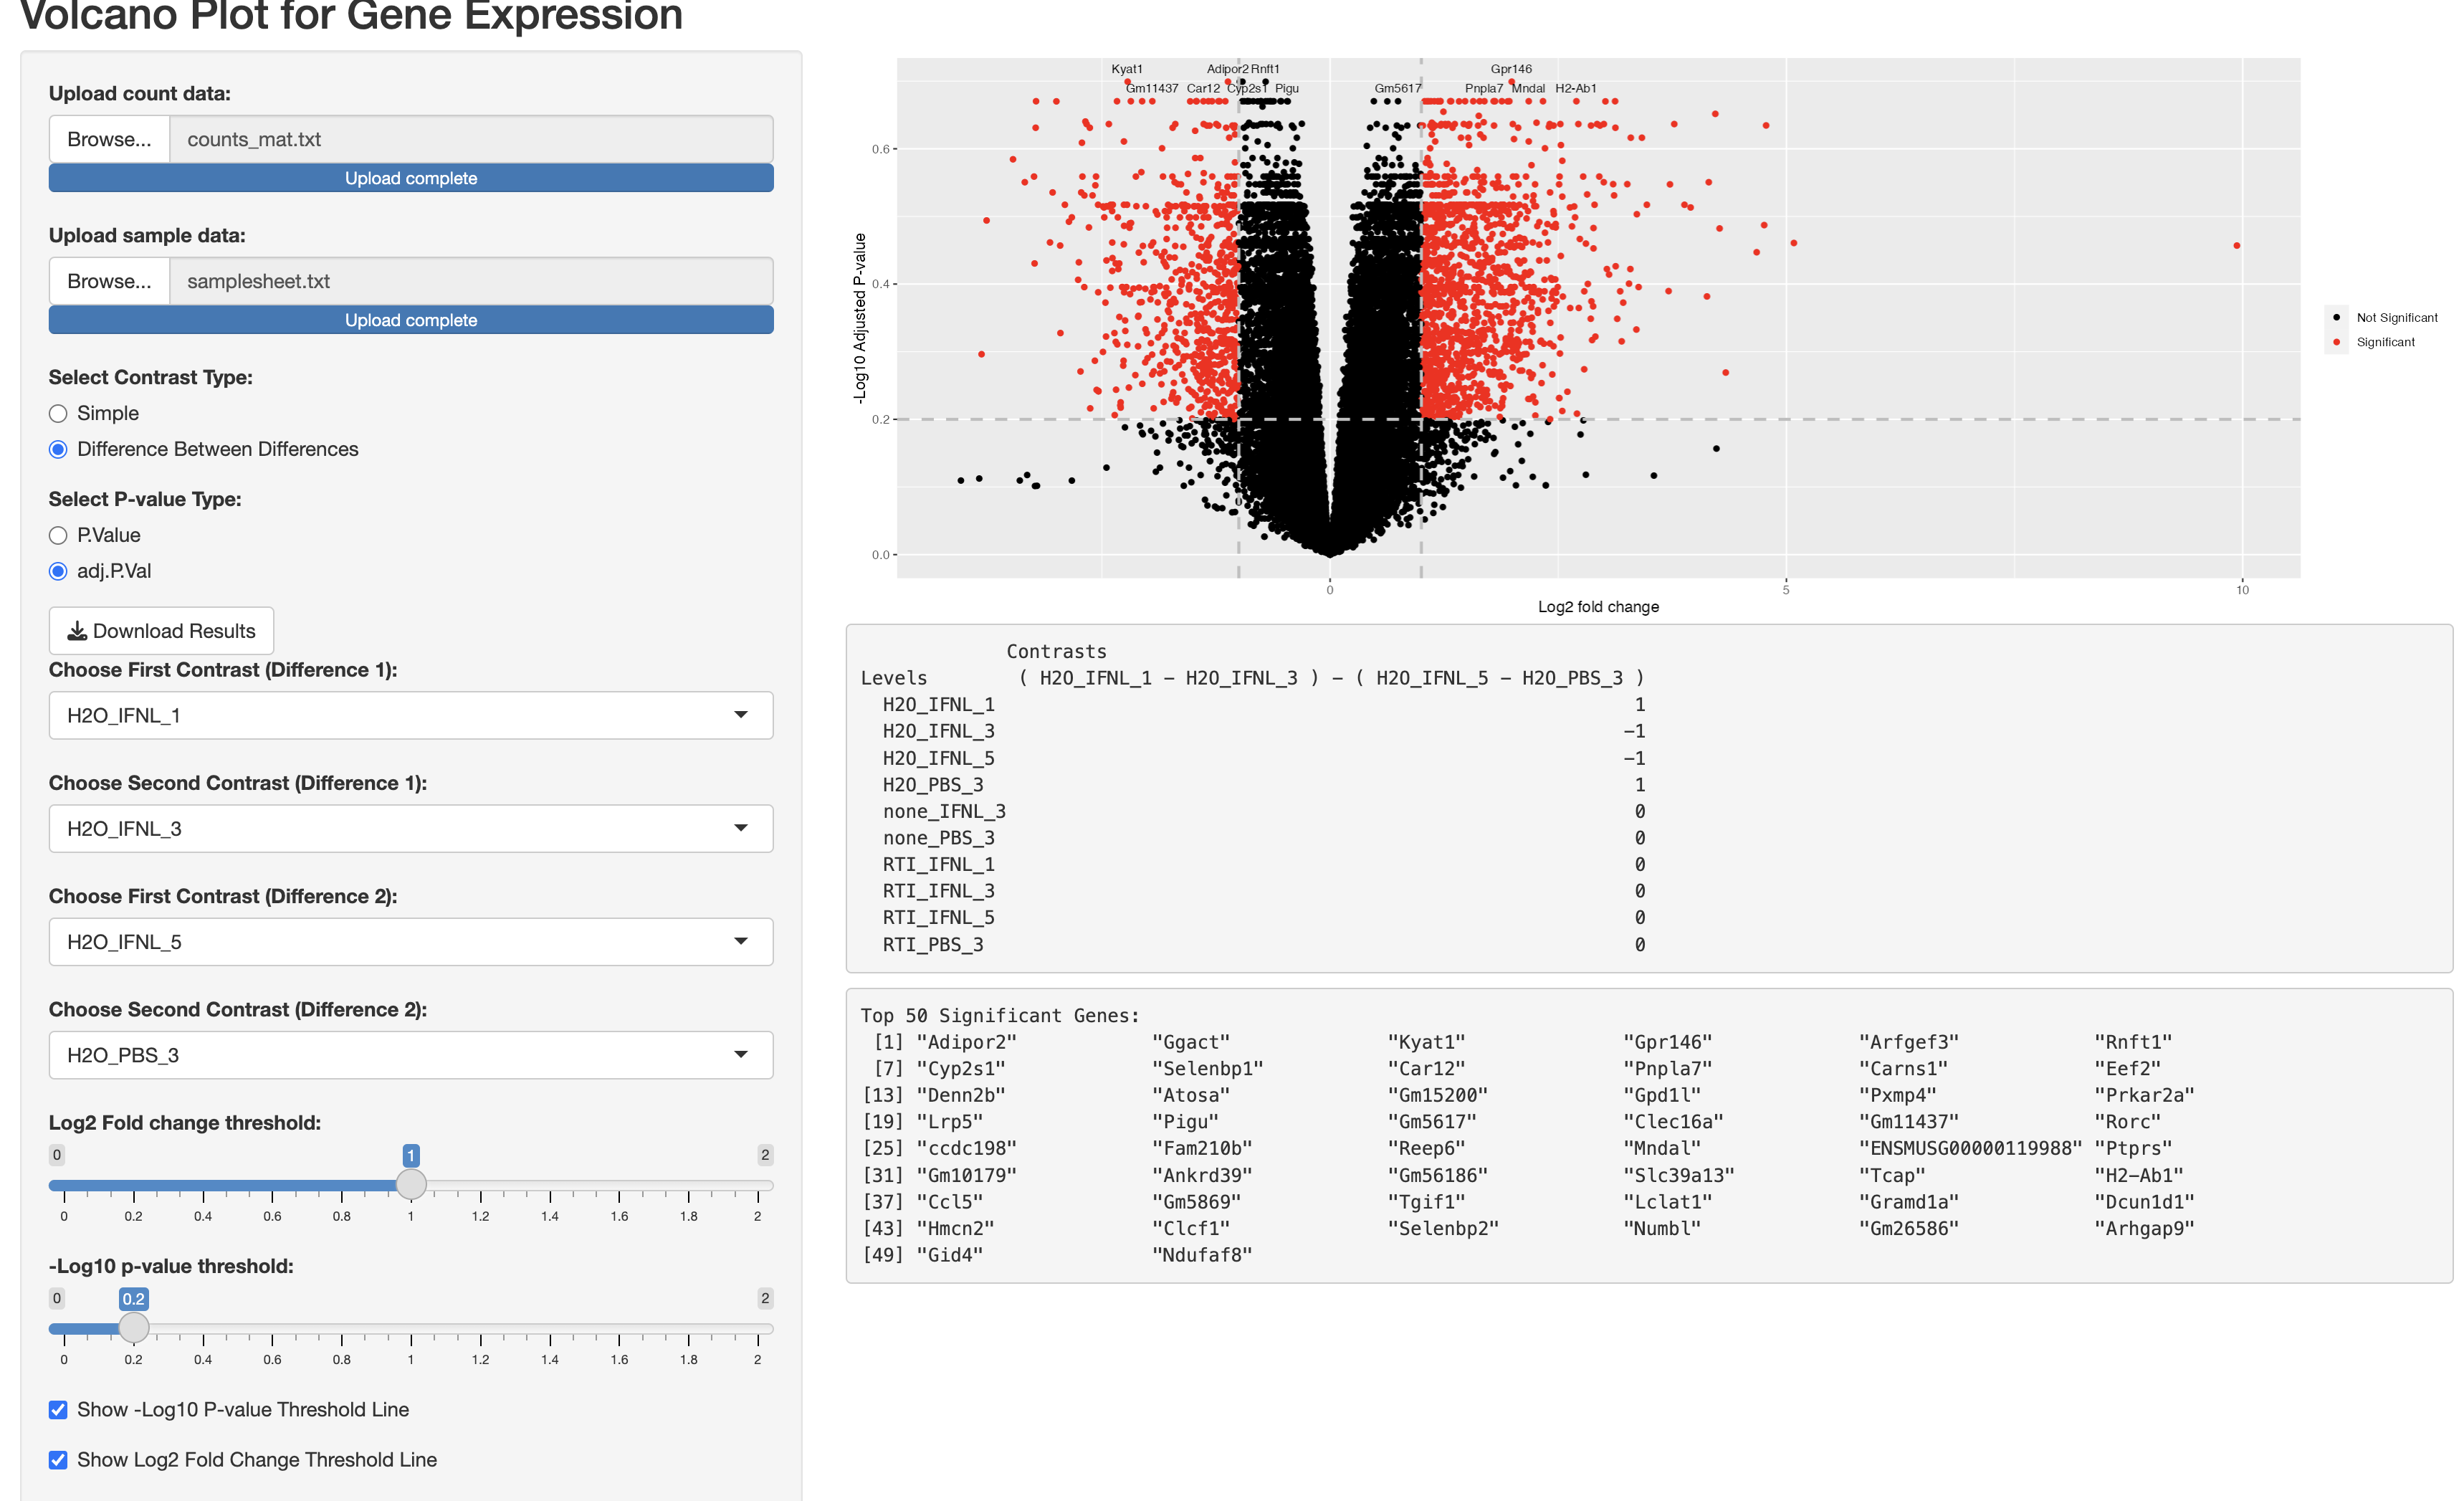 Volcano Plot for Gene Expression
Upload count data:
Browse... counts_mat.txt
Upload complete
Upload sample data:
Browse... samplesheet.txt
Upload complete
Select Contrast Type:
Simple
Difference Between Differences
Select P-value Type:
P.Value
adj.P.Val
Download Results
Choose First Contrast (Difference 1):
H2O_IFNL_1
Choose Second Contrast (Difference 1):
H2O_IFNL_3
Choose First Contrast (Difference 2):
H2O_IFNL_5
Choose Second Contrast (Difference 2):
H2O_PBS_3
Log2 Fold change threshold:
0 1 2
0 0.2 0.4 0.6 0.8 1 1.2 1.4 1.6 1.8 2
-Log10 p-value threshold:
0 0.2 2
0 0.2 0.4 0.6 0.8 1 1.2 1.4 1.6 1.8 2
Show -Log10 P-value Threshold Line
Show Log2 Fold Change Threshold Line
Kyat1 Adipor2 Rnft1 Gpr146
Gm11437 Car12 Cyp2s1 Pigu Gm5617 Pnpla7 Mndal H2-Ab1
0.6
0.4
0.2
0.0
-Log10 Adjusted P-value
0 5 10
Log2 fold change
Not Significant
Significant
Contrasts
Levels ( H2O_IFNL_1 - H2O_IFNL_3 ) - ( H2O_IFNL_5 - H2O_PBS_3 )
H2O_IFNL_1 1
H2O_IFNL_3 -1
H2O_IFNL_5 -1
H2O_PBS_3 1
none_IFNL_3 0
none_PBS_3 0
RTI_IFNL_1 0
RTI_IFNL_3 0
RTI_IFNL_5 0
RTI_PBS_3 0
Top 50 Significant Genes:
[1] "Adipor2" "Ggact" "Kyat1" "Gpr146" "Arfgef3" "Rnft1"
[7] "Cyp2s1" "Selenbp1" "Car12" "Pnpla7" "Carns1" "Eef2"
[13] "Denn2b" "Atosa" "Gm15200" "Gpd1l" "Pxmp4" "Prkar2a"
[19] "Lrp5" "Pigu" "Gm5617" "Clec16a" "Gm11437" "Rorc"
[25] "ccdc198" "Fam210b" "Reep6" "Mndal" "ENSMUSG00000119988" "Ptprs"
[31] "Gm10179" "Ankrd39" "Gm56186" "Slc39a13" "Tcap" "H2-Ab1"
[37] "Ccl5" "Gm5869" "Tgif1" "Lclat1" "Gramd1a" "Dcun1d1"
[43] "Hmcn2" "Clcf1" "Selenbp2" "Numbl" "Gm26586" "Arhgap9"
[49] "Gid4" "Ndufaf8"